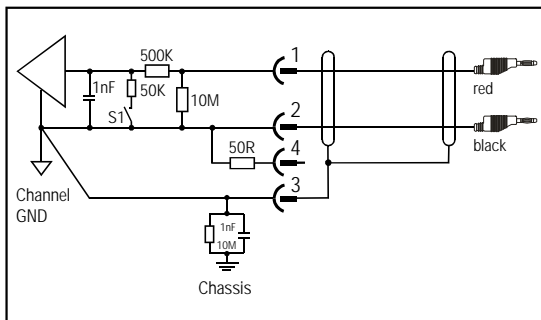 500K
1
1nF
50K
10M
red
S1
2
black
50R
4
Channel
GND
3
1nF
10M
Chassis